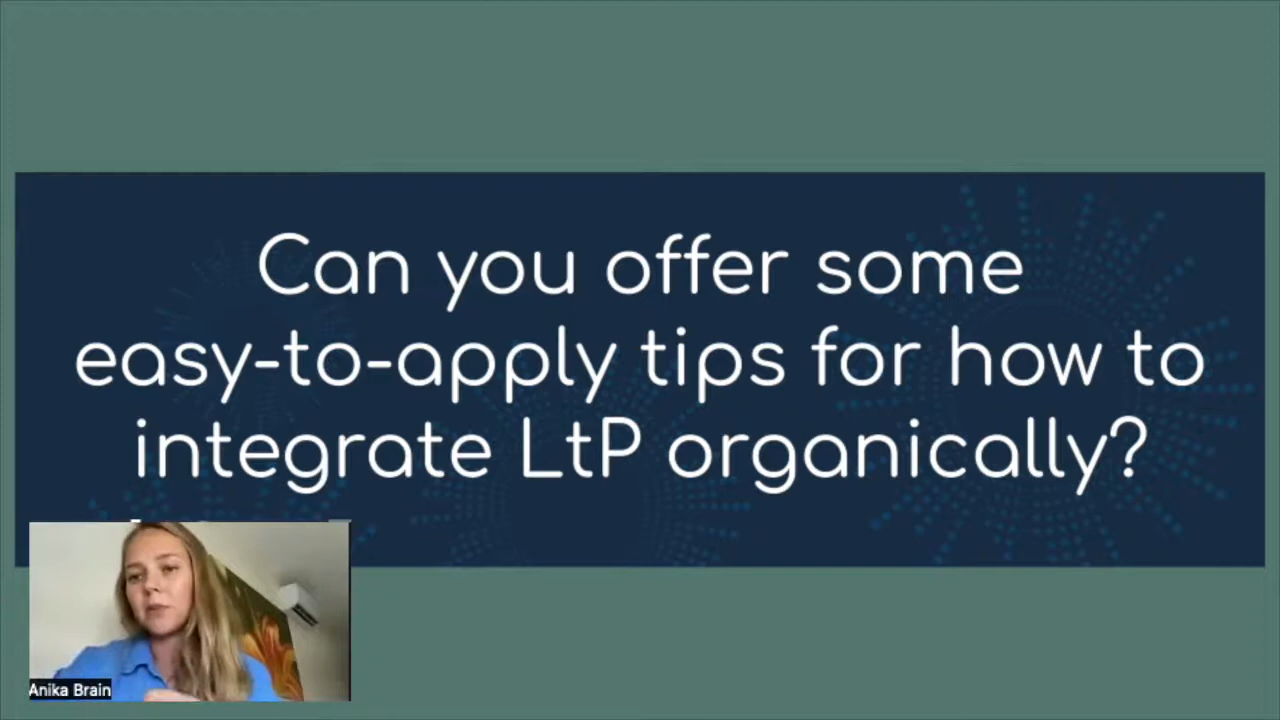 Can you offer some
easy-to-apply tips for how to
integrate LtP organically?
Anika Brain